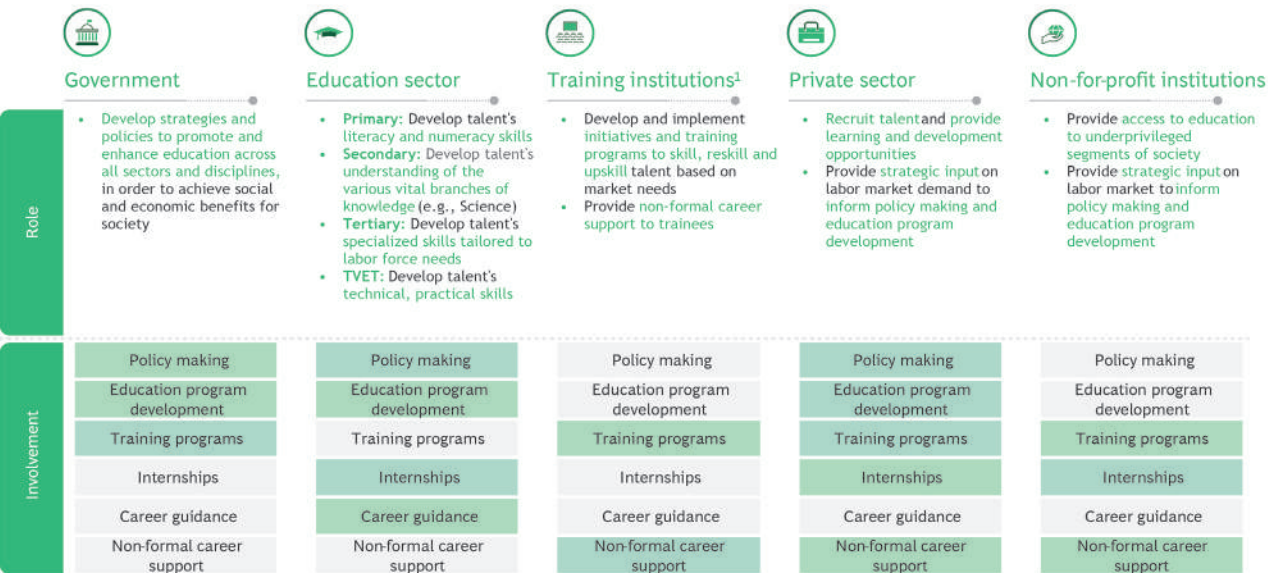 Government
Education sector
Training institutions¹
Private sector
Non-for-profit institutions
Role
• Develop strategies and
policies to promote and
enhance education across
all sectors and disciplines,
in order to achieve social
and economic benefits for
society
• Primary: Develop talent's
literacy and numeracy skills
• Secondary: Develop talent's
understanding of the
various vital branches of
knowledge (e.g., Science)
• Tertiary: Develop talent's
specialized skills tailored to
labor force needs
• TVET: Develop talent's
technical, practical skills
• Develop and implement
initiatives and training
programs to skill, reskill and
upskill talent based on
market needs
• Provide non-formal career
support to trainees
• Recruit talent and provide
learning and development
opportunities
• Provide strategic input on
labor market demand to
inform policy making and
education program
development
• Provide access to education
to underprivileged
segments of society
• Provide strategic input on
labor market to inform
policy making and
education program
development
Involvement
Policy making
Education program
development
Training programs
Internships
Career guidance
Non-formal career
support
Policy making
Education program
development
Training programs
Internships
Career guidance
Non-formal career
support
Policy making
Education program
development
Training programs
Internships
Career guidance
Non-formal career
support
Policy making
Education program
development
Training programs
Internships
Career guidance
Non-formal career
support
Policy making
Education program
development
Training programs
Internships
Career guidance
Non-formal career
support